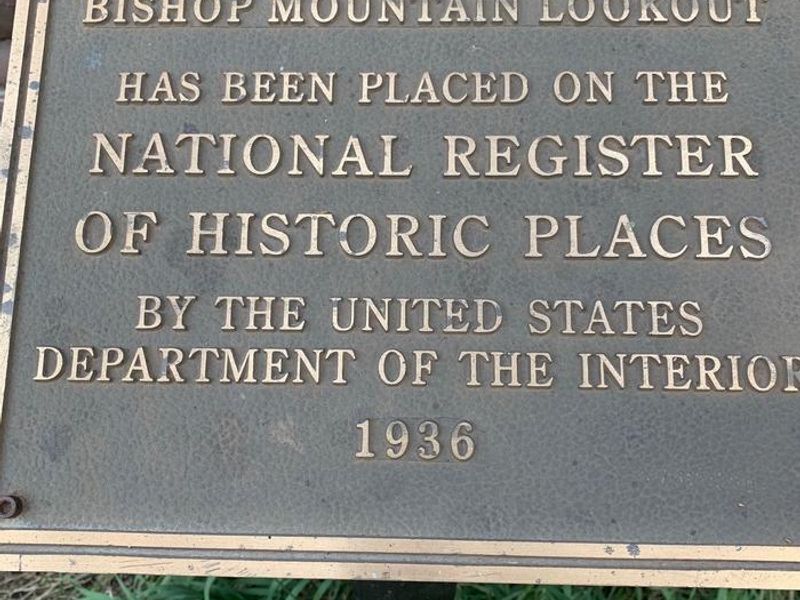 BISHOP MOUNTAIN LOOKOUT
HAS BEEN PLACED ON THE
NATIONAL REGISTER
OF HISTORIC PLACES
BY THE UNITED STATES
DEPARTMENT OF THE INTERIOR
1936